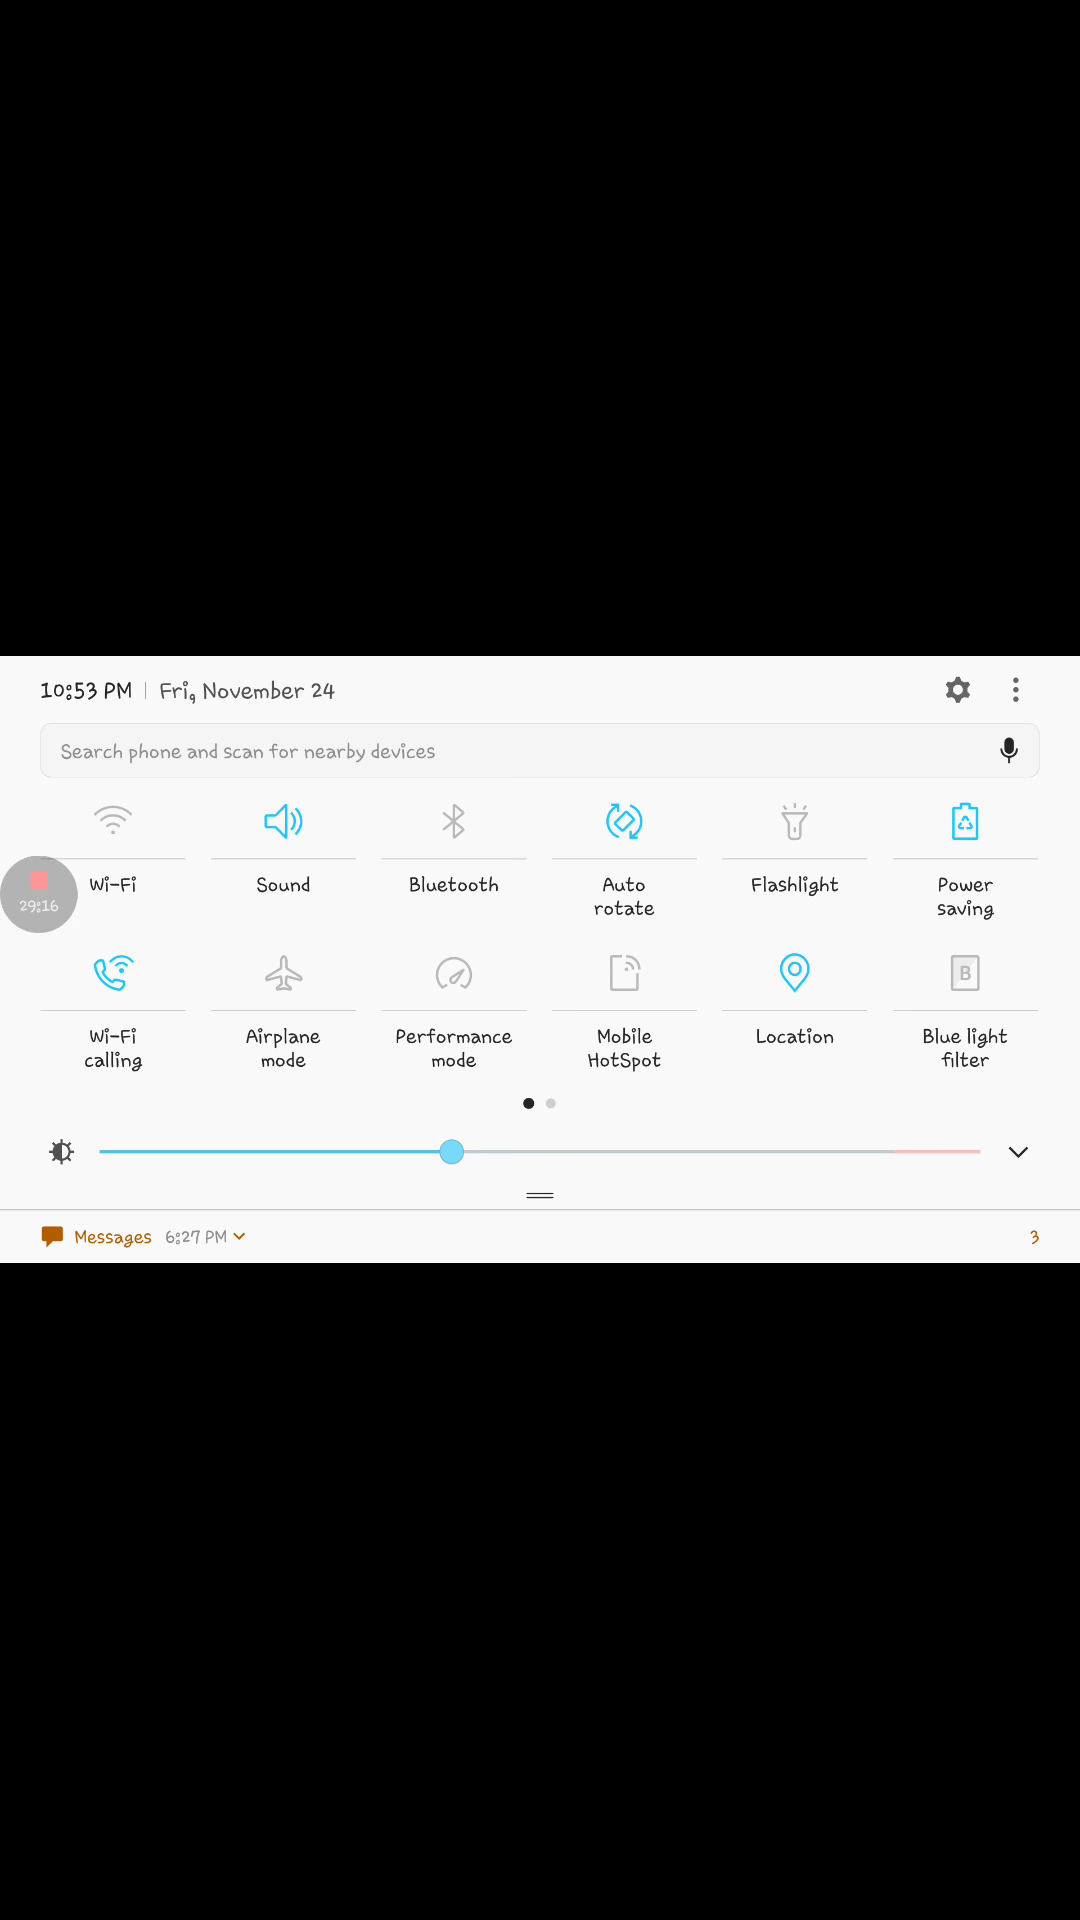 10:53 PM | Fri, November 24
Search phone and scan for nearby devices
29:16
Wi-Fi
Sound
Bluetooth
Auto
rotate
Flashlight
Power
saving
Wi-Fi
calling
Airplane
mode
Performance
mode
Mobile
HotSpot
Location
B
Blue light
filter
Messages 6:27 PM 3